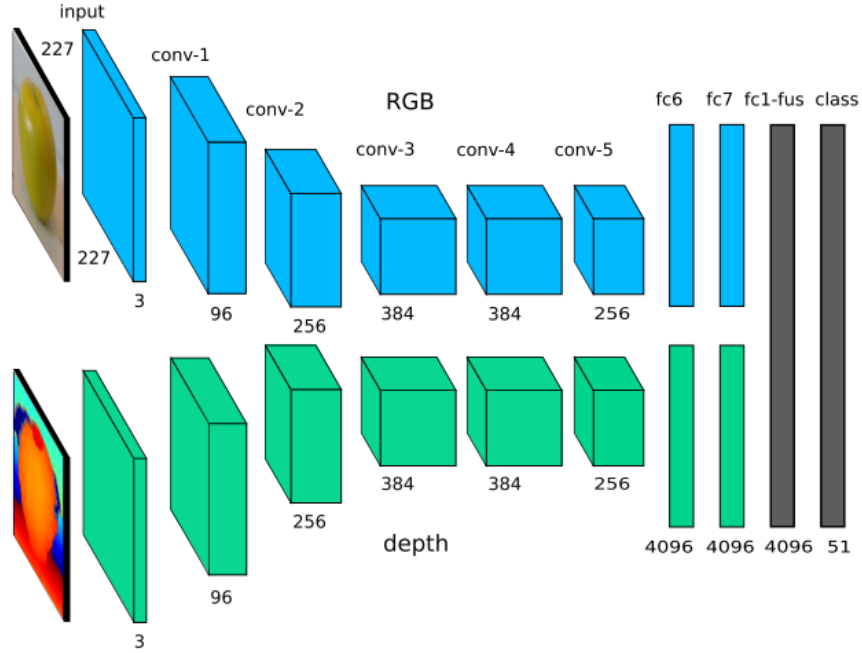 input
227
conv-1
conv-2
RGB
conv-3
conv-4
conv-5
fc6
fc7
fc1-fus
class
227
3
96
256
384
384
256
384
384
256
256
depth
4096
4096
4096
51
96
3